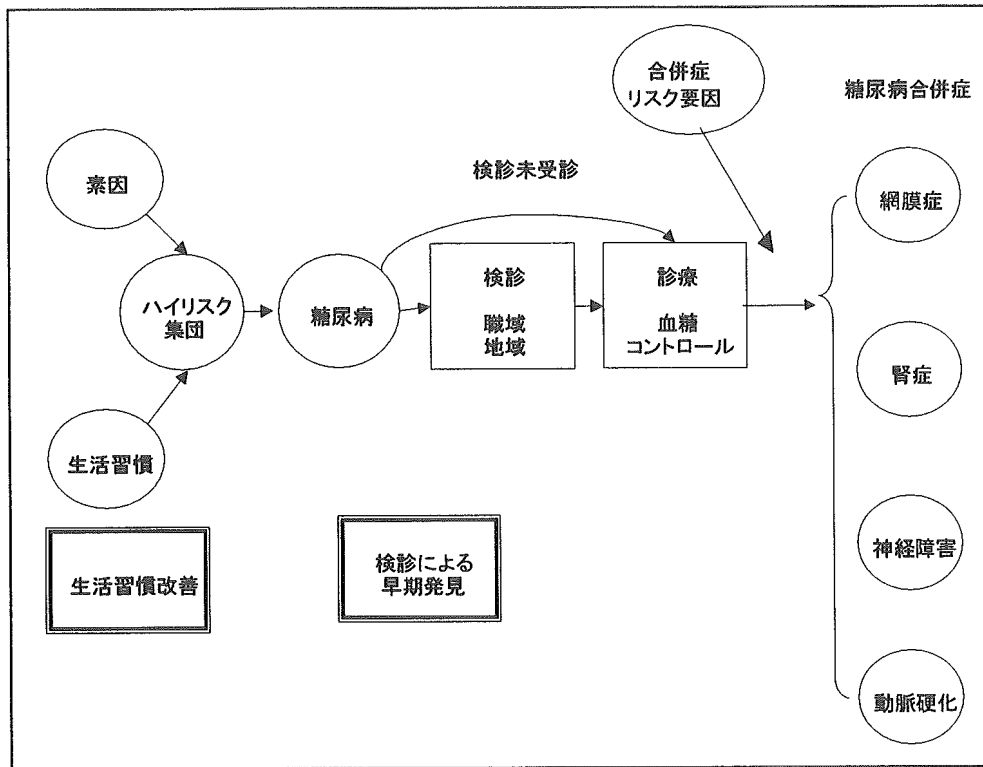 合併症
リスク要因
糖尿病合併症
検診未受診
素因
網膜症
ハイリスク
集団
糖尿病
検診
職域
地域
診療
血糖
コントロール
腎症
生活習慣
生活習慣改善
検診による
早期発見
神経障害
動脈硬化